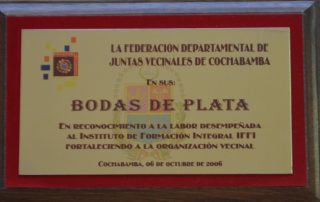 LA FEDERACION DEPARTAMENTAL DE
JUNTAS VECINALES DE COCHABAMBA
EN SUS:
BODAS DE PLATA
EN RECONOCIMIENTO A LA LABOR DESEMPEÑADA
AL INSTITUTO DE FORMACIÓN INTEGRAL IFFI
FORTALECIENDO A LA ORGANIZACIÓN VECINAL
COCHABAMBA, 06 DE OCTUBRE DE 2006